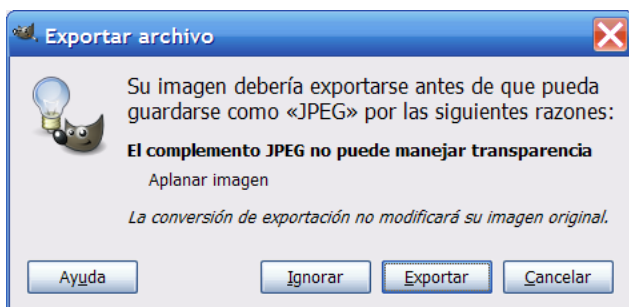 Exportar archivo
Su imagen debería exportarse antes de que pueda
guardarse como «JPEG» por las siguientes razones:
El complemento JPEG no puede manejar transparencia
Aplanar imagen
La conversión de exportación no modificará su imagen original.
Ayuda Ignorar Exportar Cancelar